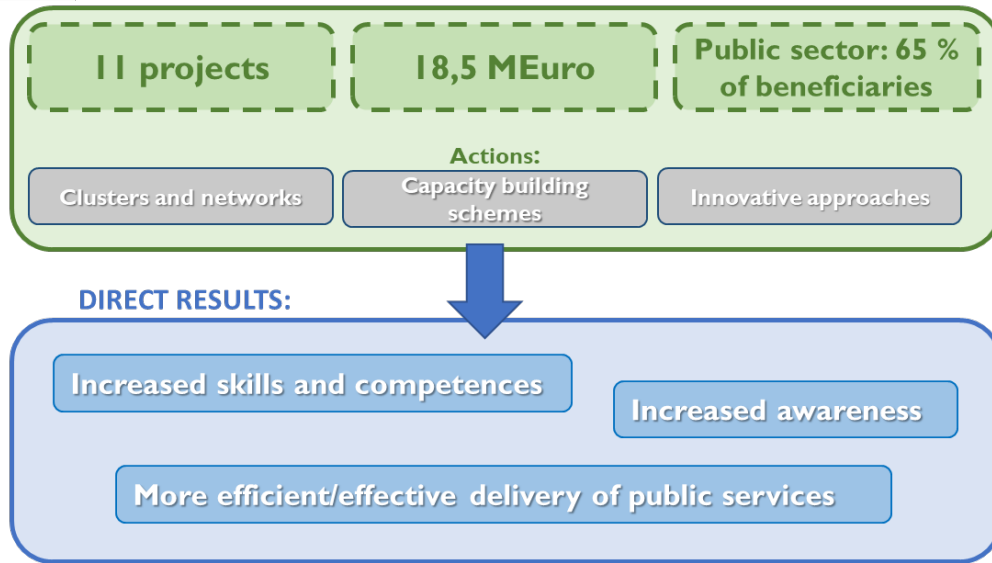 11 projects
18,5 MEuro
Public sector: 65 %
of beneficiaries
Actions:
Clusters and networks
Capacity building
schemes
Innovative approaches
DIRECT RESULTS:
Increased skills and competences
Increased awareness
More efficient/effective delivery of public services